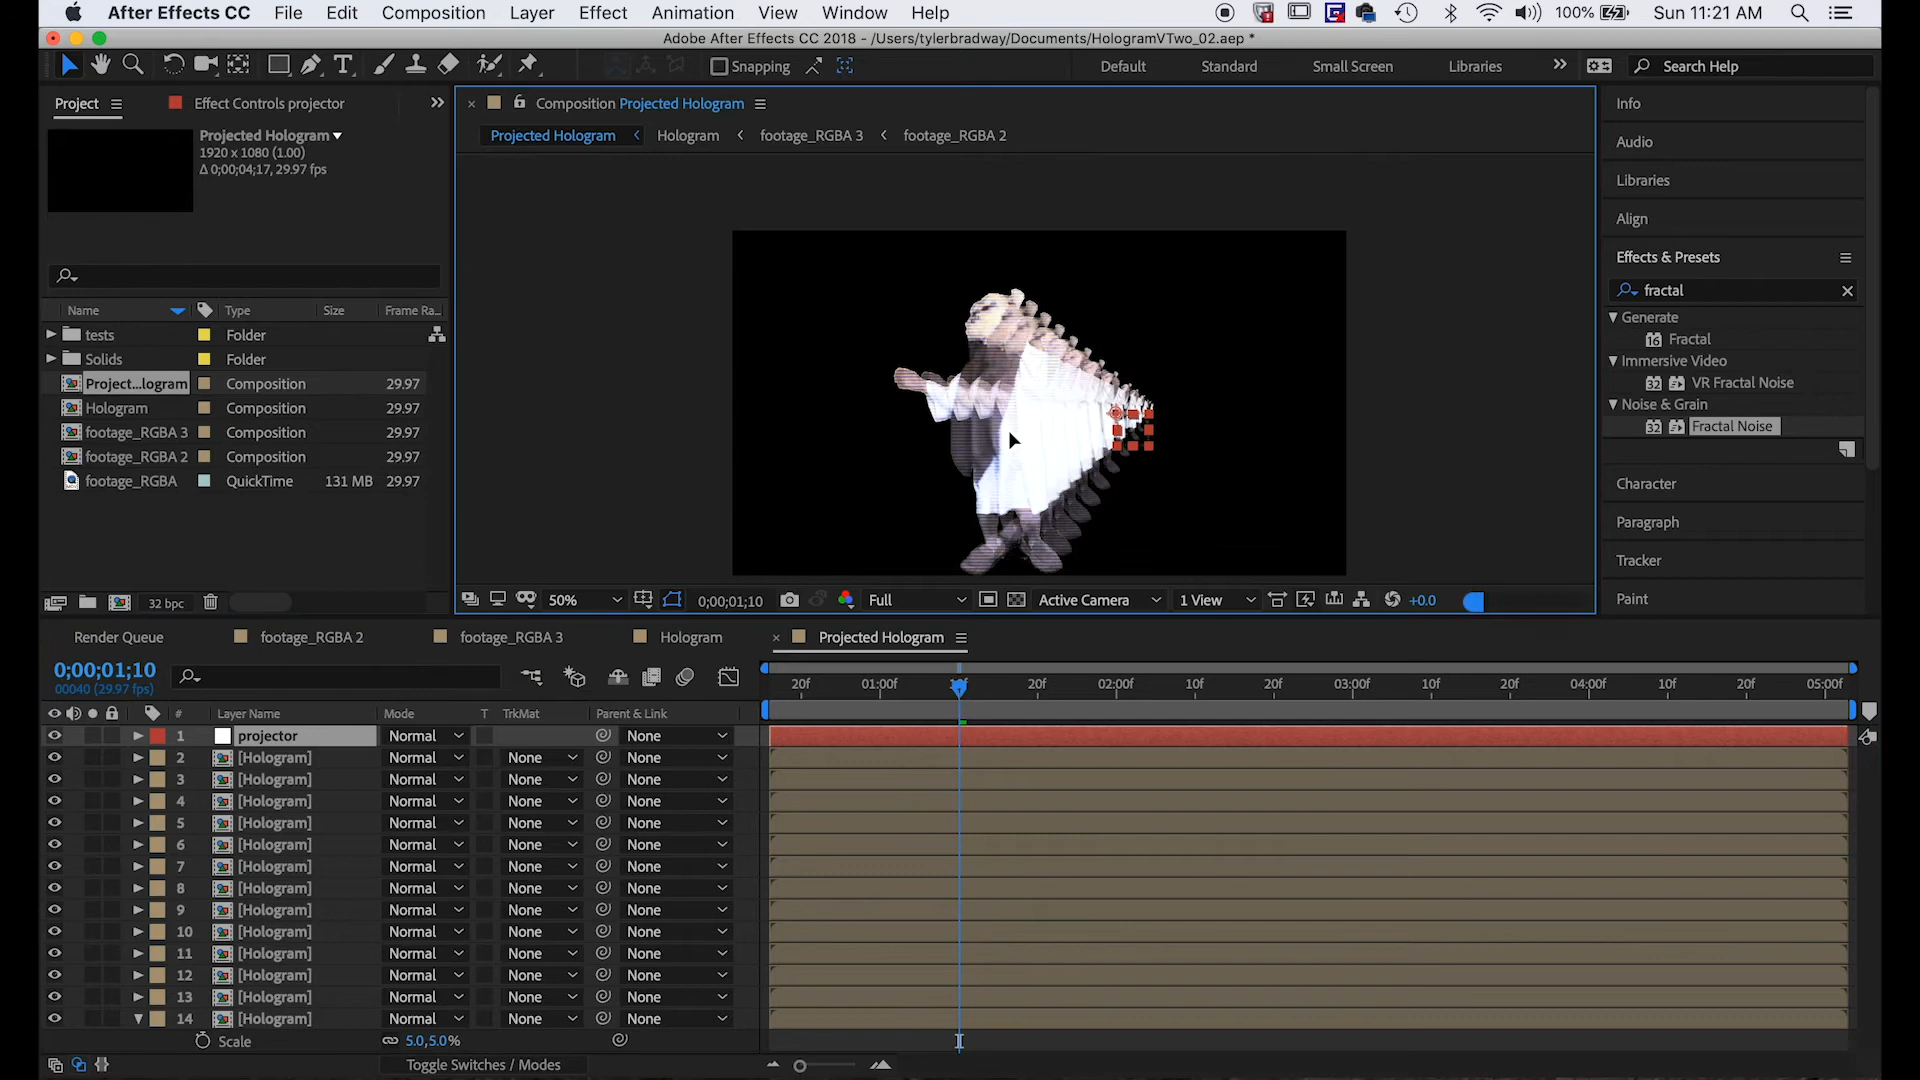 After Effects CC File Edit Composition Layer Effect Animation View Window Help 100% Sun 11:21 AM
Adobe After Effects CC 2018 - /Users/tylerbradway/Documents/HologramVTwo_02.aep *
T Snapping Default Standard Small Screen Libraries Search Help
Project Effect Controls projector
Composition Projected Hologram
Info
Projected Hologram
1920 x 1080 (1.00)
Δ 0;00;04;17, 29.97 fps
Projected Hologram Hologram footage_RGBA 3 footage_RGBA 2
Audio
Libraries
Align
Effects & Presets
fractal
Generate
16 Fractal
Immersive Video
32 VR Fractal Noise
Noise & Grain
32 Fractal Noise
Character
Paragraph
Tracker
Paint
Name Type Size Frame Ra...
tests Folder
Solids Folder
Project...logram Composition 29.97
Hologram Composition 29.97
footage_RGBA 3 Composition 29.97
footage_RGBA 2 Composition 29.97
footage_RGBA QuickTime 131 MB 29.97
32 bpc
50% 0;00;01;10 Full Active Camera 1 View +0.0
Render Queue footage_RGBA 2 footage_RGBA 3 Hologram Projected Hologram
0;00;01;10
00040 (29.97 fps)
20f 01:00f 20f 02:00f 10f 20f 03:00f 10f 20f 04:00f 10f 20f 05:00f
# Layer Name Mode T TrkMat Parent & Link
1 projector Normal None
2 [Hologram] Normal None None
3 [Hologram] Normal None None
4 [Hologram] Normal None None
5 [Hologram] Normal None None
6 [Hologram] Normal None None
7 [Hologram] Normal None None
8 [Hologram] Normal None None
9 [Hologram] Normal None None
10 [Hologram] Normal None None
11 [Hologram] Normal None None
12 [Hologram] Normal None None
13 [Hologram] Normal None None
14 [Hologram] Normal None None
Scale 5.0,5.0%
Toggle Switches / Modes